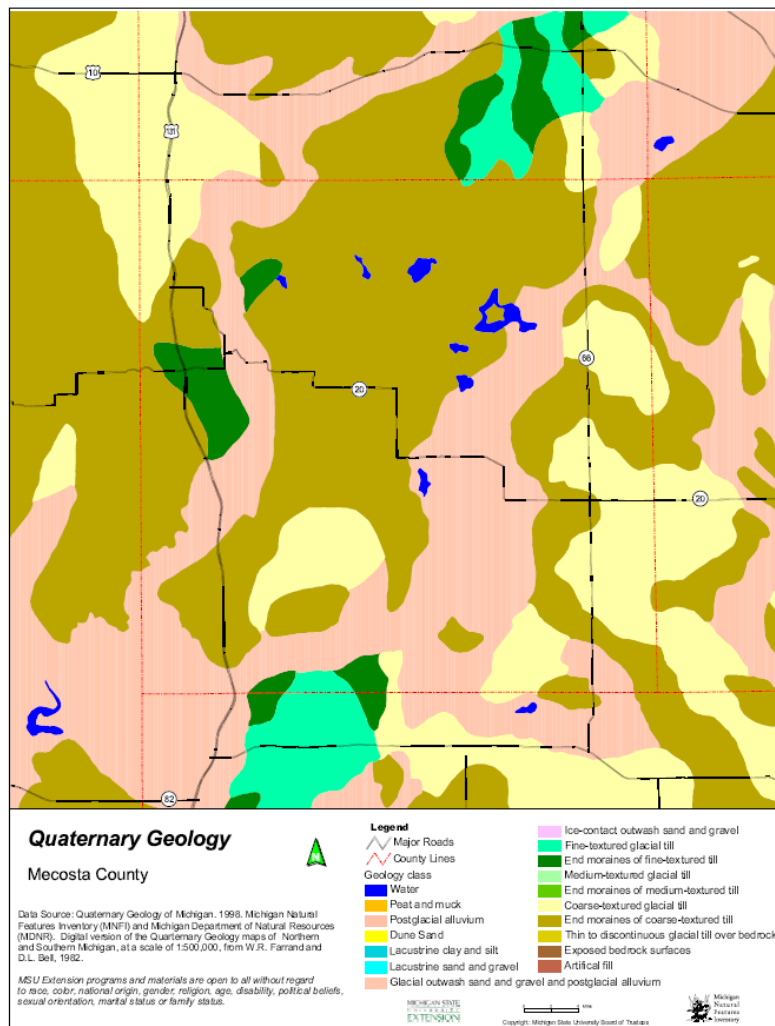 10
131
66
20
20
82
Quaternary Geology
Mecosta County
N
Data Source: Quaternary Geology of Michigan. 1998. Michigan Natural
Features Inventory (MNFI) and Michigan Department of Natural Resources
(MDNR). Digital version of the Quaternary Geology maps of Northern
and Southern Michigan, at a scale of 1:500,000, from W.R. Farrand and
D.L. Bell, 1982.
MSU Extension programs and materials are open to all without regard
to race, color, national origin, gender, religion, age, disability, political beliefs,
sexual orientation, marital status or family status.
Legend
Major Roads
County Lines
Geology class
Water
Peat and muck
Postglacial alluvium
Dune Sand
Lacustrine clay and silt
Lacustrine sand and gravel
Glacial outwash sand and gravel and postglacial alluvium
Ice-contact outwash sand and gravel
Fine-textured glacial till
End moraines of fine-textured till
Medium-textured glacial till
End moraines of medium-textured till
Coarse-textured glacial till
End moraines of coarse-textured till
Thin to discontinuous glacial till over bedrock
Exposed bedrock surfaces
Artifical fill
MICHIGAN STATE
UNIVERSITY
EXTENSION
Copyright: Michigan State University Board of Trustees
Michigan
Natural
Features
Inventory